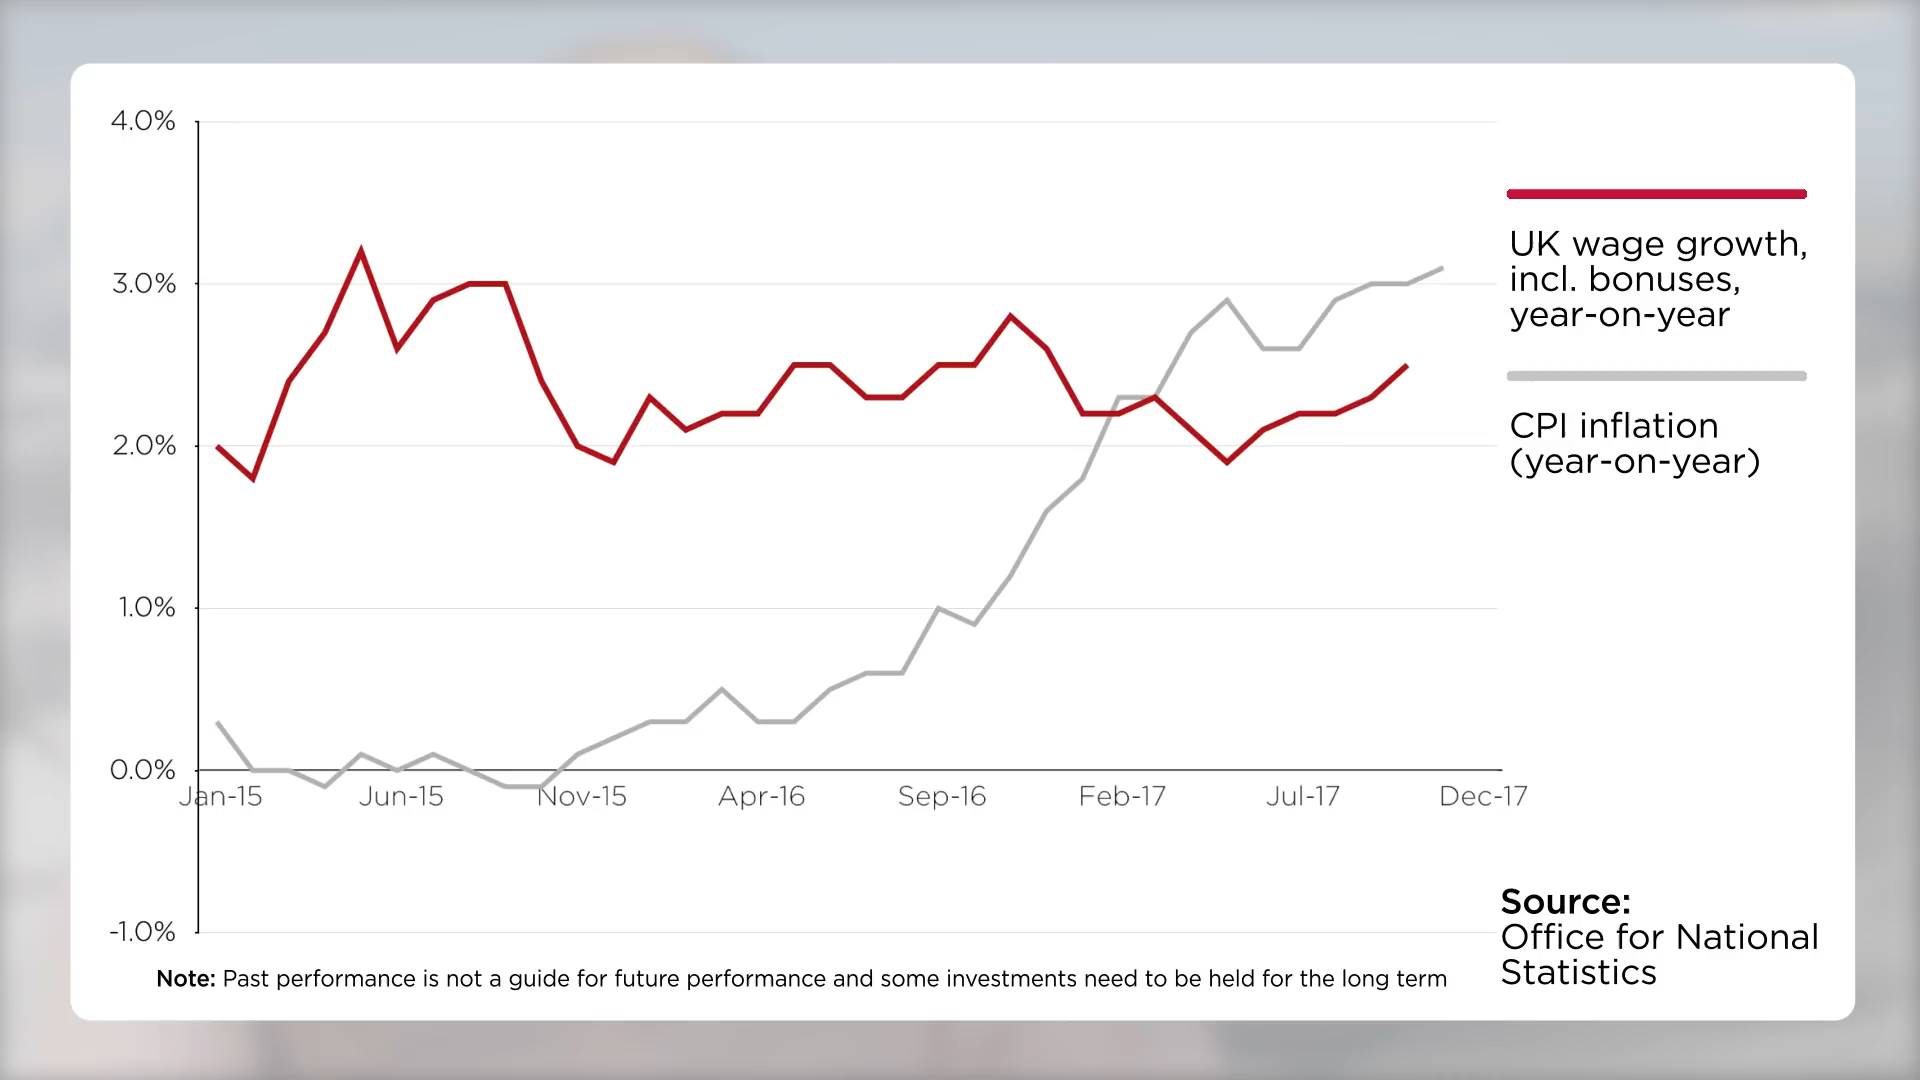 4.0%
3.0%
2.0%
1.0%
0.0%
-1.0%
Jan-15
Jun-15
Nov-15
Apr-16
Sep-16
Feb-17
Jul-17
Dec-17
UK wage growth,
incl. bonuses,
year-on-year
CPI inflation
(year-on-year)
Source:
Office for National
Statistics
Note: Past performance is not a guide for future performance and some investments need to be held for the long term